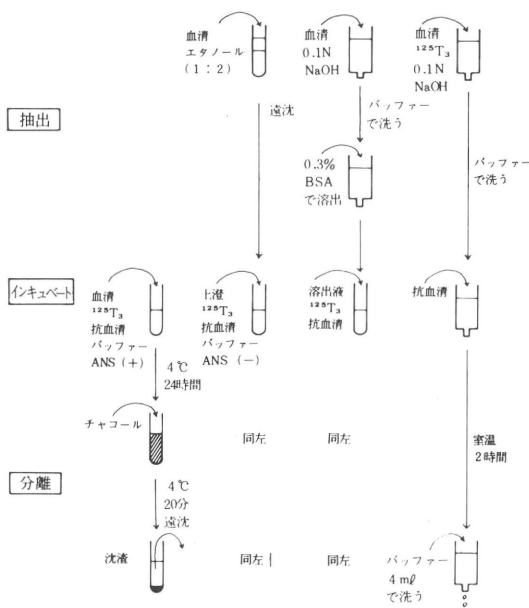 血清
エタノール
(1：2)
血清
0.1N
NaOH
血清
¹²⁵T₃
0.1N
NaOH
抽出
遠沈
バッファー
で洗う
0.3%
BSA
で溶出
バッファー
で洗う
インキュベート
血清
¹²⁵T₃
抗血清
バッファー
ANS (+)
上澄
¹²⁵T₃
抗血清
バッファー
ANS (−)
溶出液
¹²⁵T₃
抗血清
抗血清
4℃
24時間
チャコール
同左
同左
室温
2時間
分離
4℃
20分
遠沈
沈渣
同左
同左
バッファー
4 mℓ
で洗う